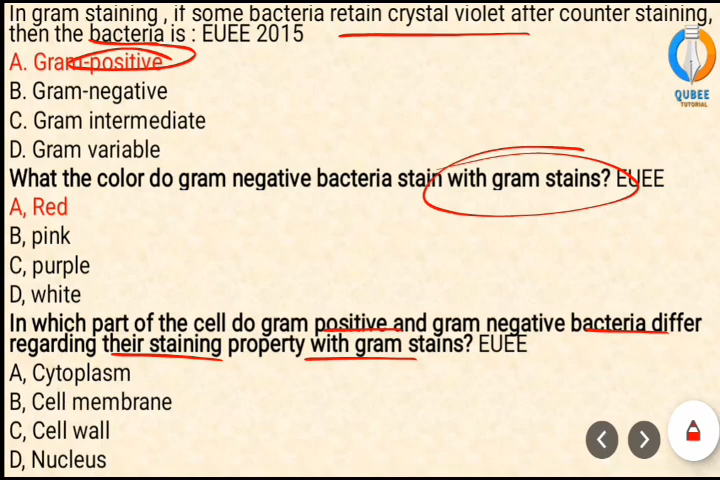 In gram staining , if some bacteria retain crystal violet after counter staining,
then the bacteria is : EUEE 2015
A. Gram-positive
B. Gram-negative
C. Gram intermediate
D. Gram variable
What the color do gram negative bacteria stain with gram stains? EUEE
A, Red
B, pink
C, purple
D, white
In which part of the cell do gram positive and gram negative bacteria differ
regarding their staining property with gram stains? EUEE
A, Cytoplasm
B, Cell membrane
C, Cell wall
D, Nucleus
QUBEE
TUTORIAL